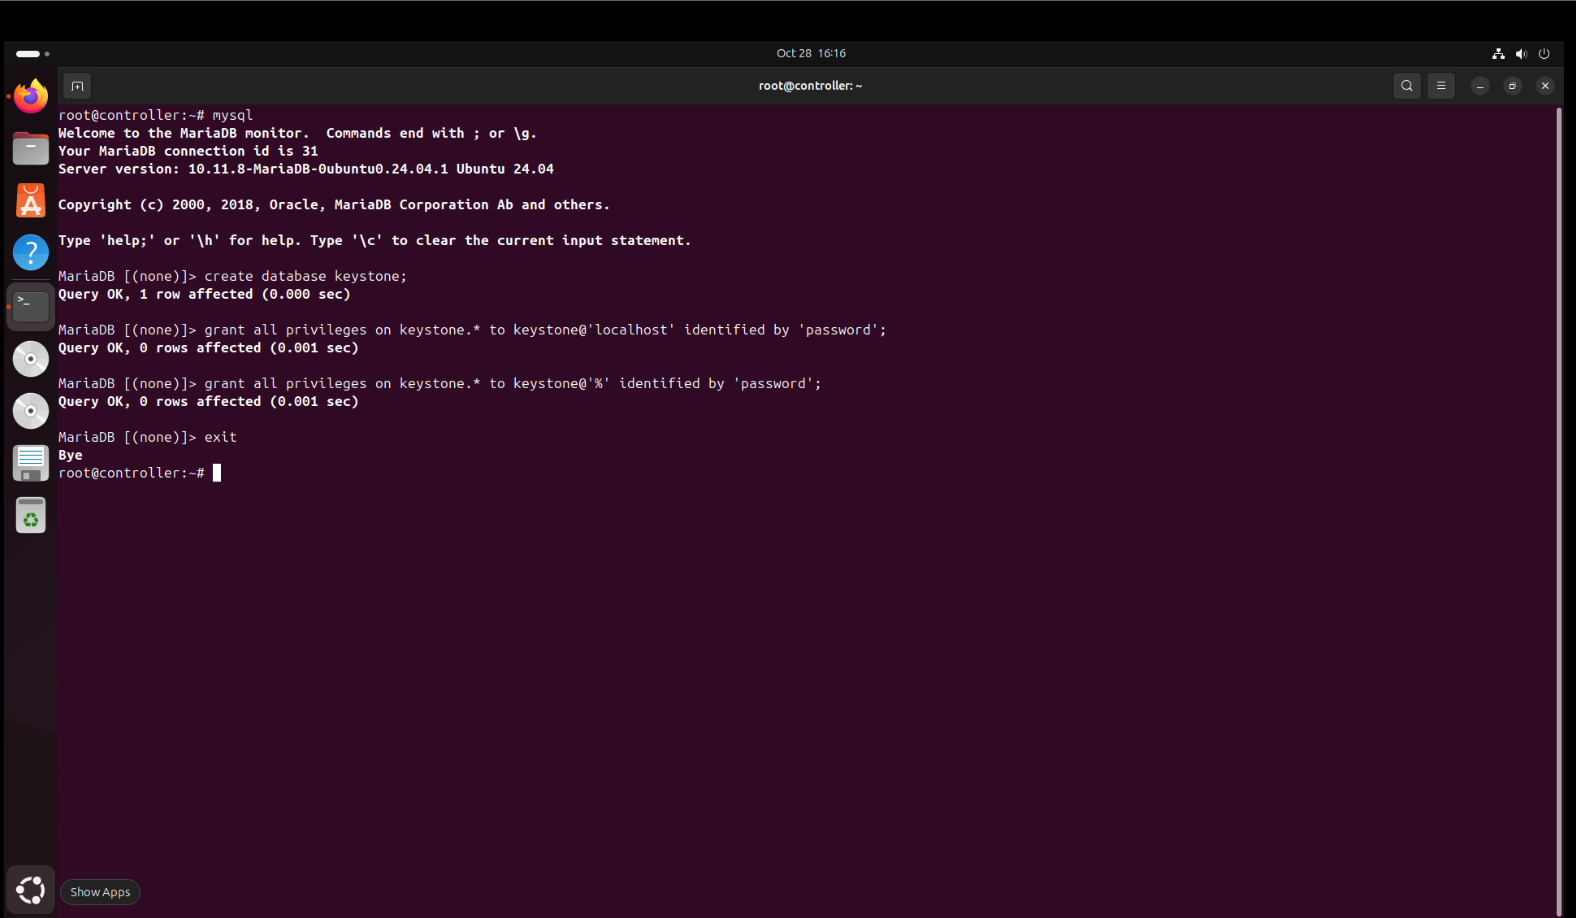 Oct 28 16:16
root@controller: ~
root@controller:~# mysql
Welcome to the MariaDB monitor.  Commands end with ; or \g.
Your MariaDB connection id is 31
Server version: 10.11.8-MariaDB-0ubuntu0.24.04.1 Ubuntu 24.04
Copyright (c) 2000, 2018, Oracle, MariaDB Corporation Ab and others.
Type 'help;' or '\h' for help. Type '\c' to clear the current input statement.
MariaDB [(none)]> create database keystone;
Query OK, 1 row affected (0.000 sec)
MariaDB [(none)]> grant all privileges on keystone.* to keystone@'localhost' identified by 'password';
Query OK, 0 rows affected (0.001 sec)
MariaDB [(none)]> grant all privileges on keystone.* to keystone@'%' identified by 'password';
Query OK, 0 rows affected (0.001 sec)
MariaDB [(none)]> exit
Bye
root@controller:~#
Show Apps